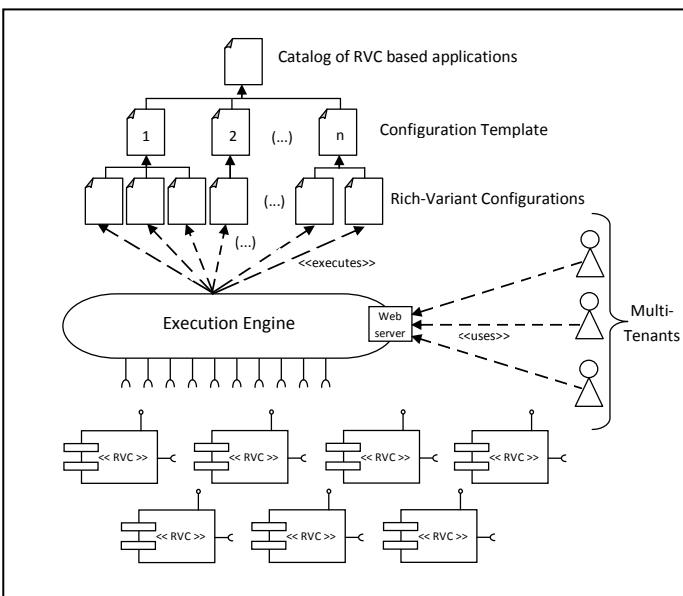 Catalog of RVC based applications
1
2
(...)
n
Configuration Template
(...)
Rich-Variant Configurations
(...)
<<executes>>
Execution Engine
Web
server
<<uses>>
Multi-
Tenants
<< RVC >>
<< RVC >>
<< RVC >>
<< RVC >>
<< RVC >>
<< RVC >>
<< RVC >>